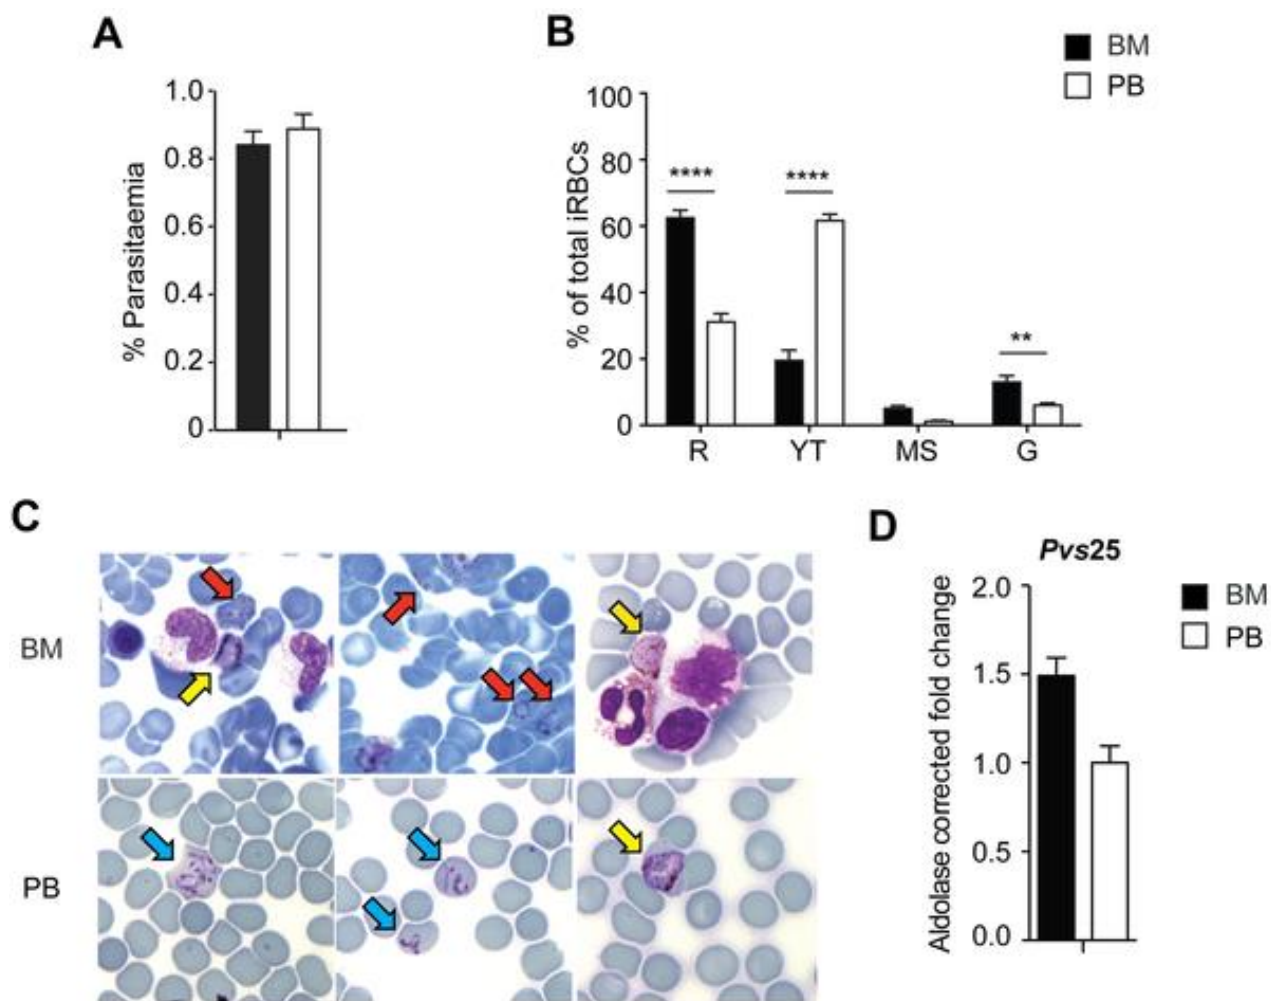 A
1.0
0.8
0.6
0.4
0.2
0
% Parasitaemia
B
BM
PB
100
80
60
40
20
0
% of total iRBCs
****
****
**
R YT MS G
C
BM
PB
D
Pvs25
BM
PB
2.0
1.5
1.0
0.5
0.0
Aldolase corrected fold change